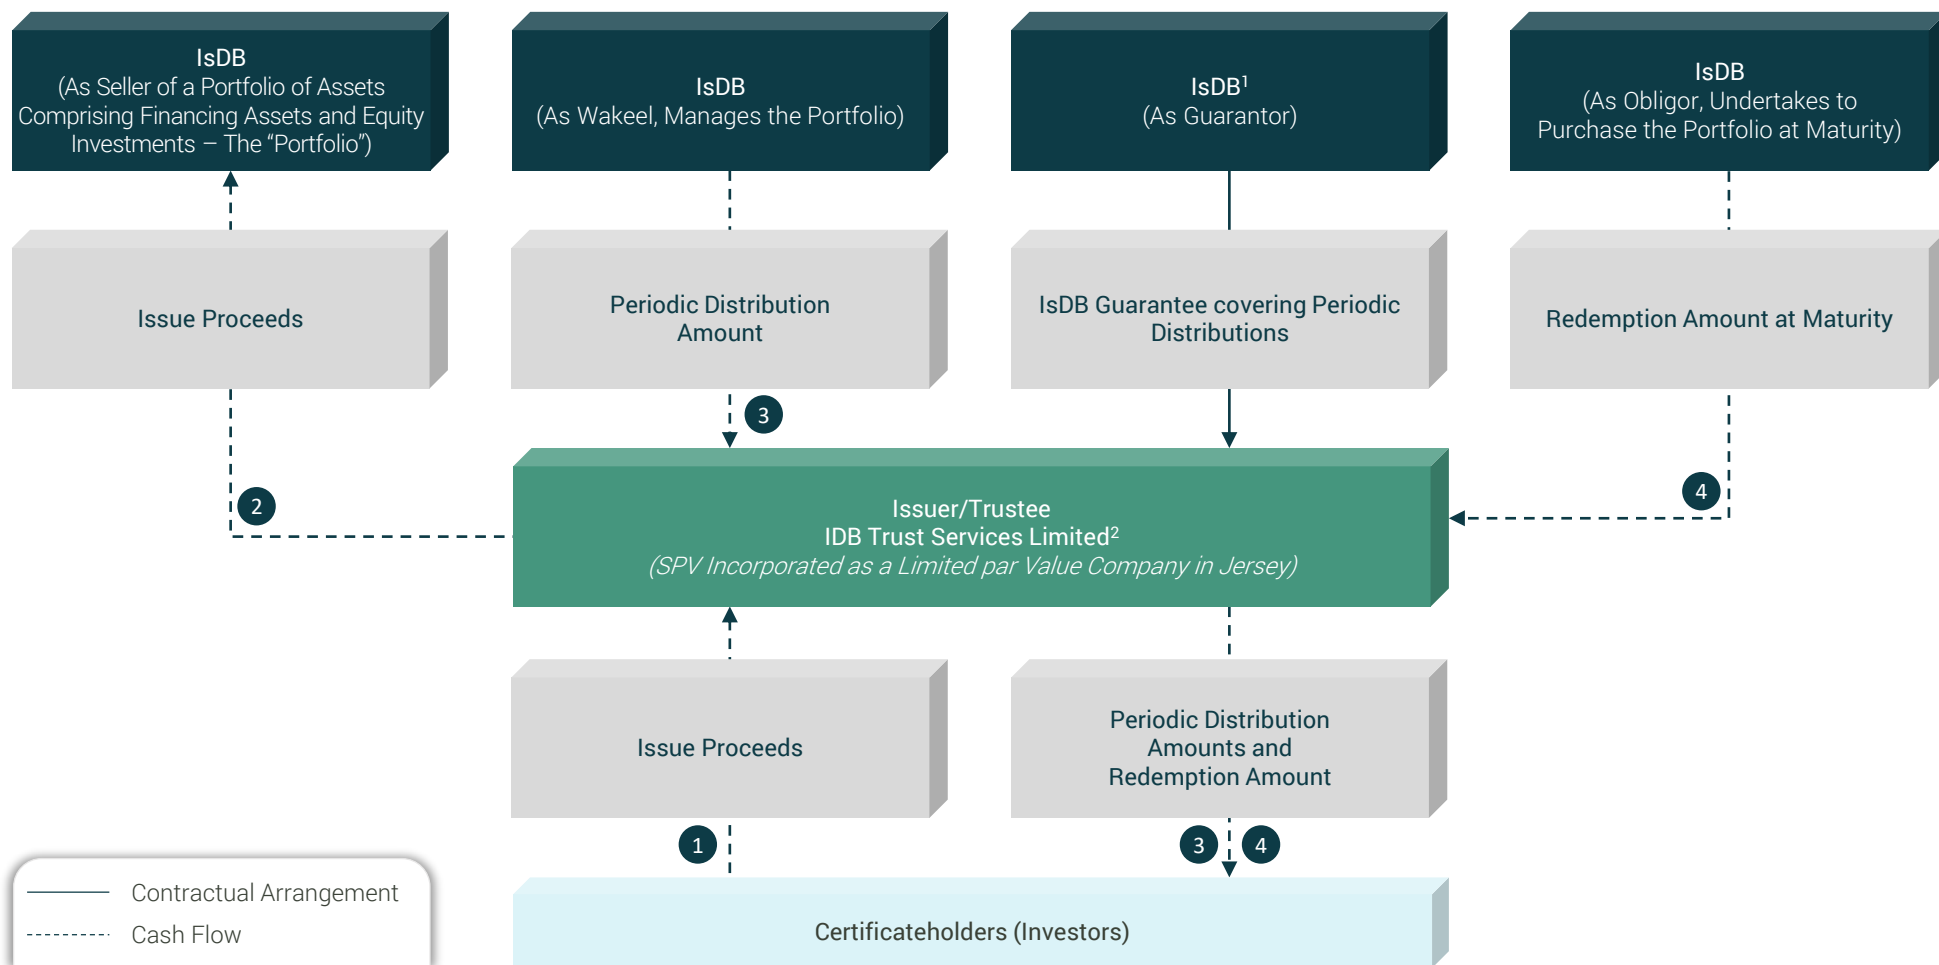 IsDB
(As Seller of a Portfolio of Assets
Comprising Financing Assets and Equity
Investments – The “Portfolio”)
IsDB
(As Wakeel, Manages the Portfolio)
IsDB¹
(As Guarantor)
IsDB
(As Obligor, Undertakes to
Purchase the Portfolio at Maturity)
Issue Proceeds
Periodic Distribution
Amount
IsDB Guarantee covering Periodic
Distributions
Redemption Amount at Maturity
3
2
4
Issuer/Trustee
IDB Trust Services Limited²
(SPV Incorporated as a Limited par Value Company in Jersey)
Issue Proceeds
Periodic Distribution
Amounts and
Redemption Amount
1
3
4
Contractual Arrangement
Cash Flow
Certificateholders (Investors)